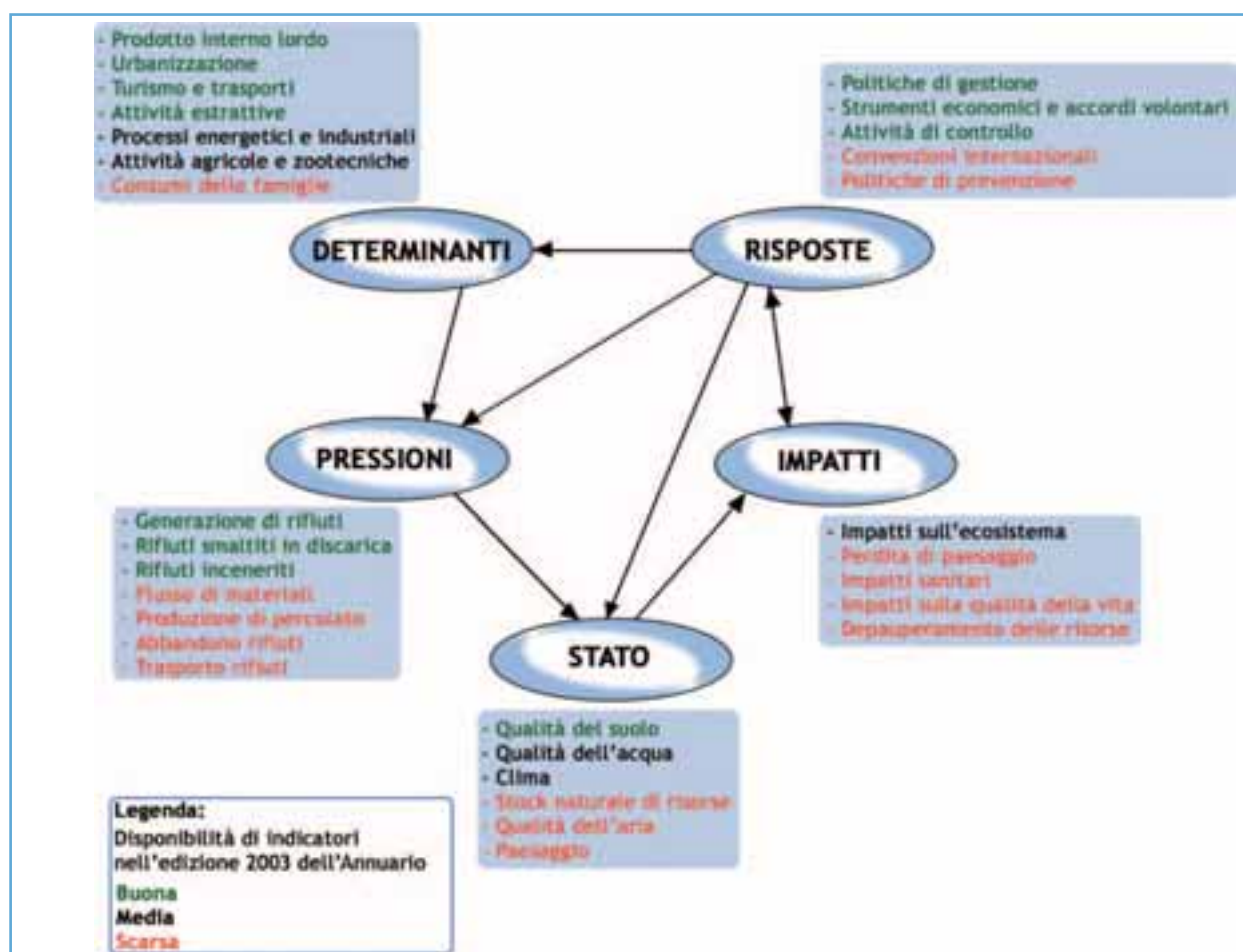 - Prodotto interno lordo
- Urbanizzazione
- Turismo e trasporti
- Attività estrattive
- Processi energetici e industriali
- Attività agricole e zootecniche
- Consumi delle famiglie
- Politiche di gestione
- Strumenti economici e accordi volontari
- Attività di controllo
- Convenzioni internazionali
- Politiche di prevenzione
DETERMINANTI
RISPOSTE
PRESSIONI
IMPATTI
- Generazione di rifiuti
- Rifiuti smaltiti in discarica
- Rifiuti inceneriti
- Flusso di materiali
- Produzione di percolato
- Abbandono rifiuti
- Trasporto rifiuti
- Impatti sull'ecosistema
- Perdita di paesaggio
- Impatti sanitari
- Impatti sulla qualità della vita
- Depauperamento delle risorse
STATO
- Qualità del suolo
- Qualità dell'acqua
- Clima
- Stock naturale di risorse
- Qualità dell'aria
- Paesaggio
Legenda:
Disponibilità di indicatori
nell'edizione 2003 dell'Annuario
Buona
Media
Scarsa